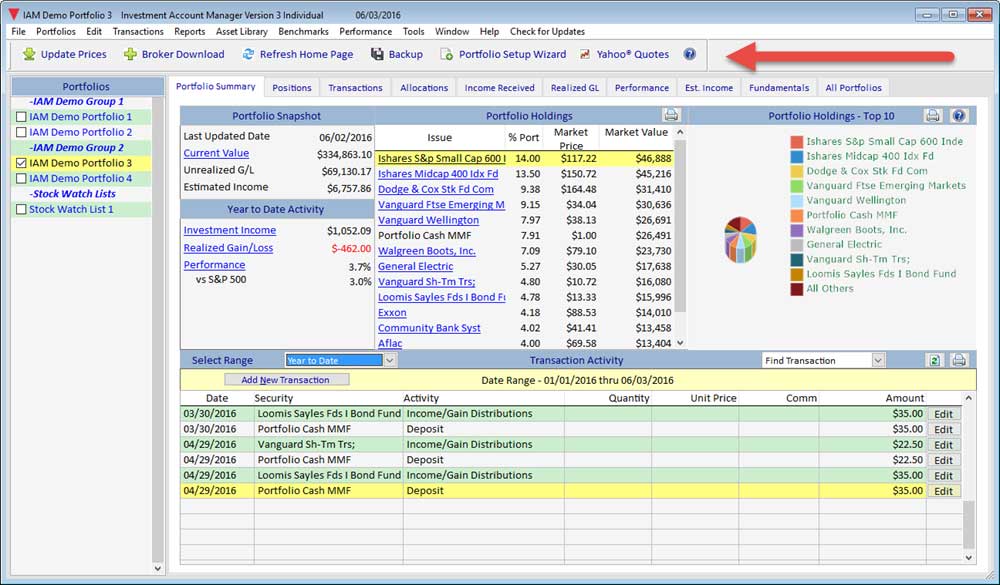 IAM Demo Portfolio 3 Investment Account Manager Version 3 Individual 06/03/2016
File Portfolios Edit Transactions Reports Asset Library Benchmarks Performance Tools Window Help Check for Updates
Update Prices Broker Download Refresh Home Page Backup Portfolio Setup Wizard Yahoo® Quotes ?
Portfolios
-IAM Demo Group 1
IAM Demo Portfolio 1
IAM Demo Portfolio 2
-IAM Demo Group 2
IAM Demo Portfolio 3
IAM Demo Portfolio 4
-Stock Watch Lists
Stock Watch List 1
Portfolio Summary Positions Transactions Allocations Income Received Realized GL Performance Est. Income Fundamentals All Portfolios
Portfolio Snapshot
Last Updated Date 06/02/2016
Current Value $334,863.10
Unrealized G/L $69,130.17
Estimated Income $6,757.86
Year to Date Activity
Investment Income $1,052.09
Realized Gain/Loss $-462.00
Performance 3.7%
vs S&P 500 3.0%
Portfolio Holdings
Issue % Port Market Price Market Value
Ishares S&p Small Cap 600 I 14.00 $117.22 $46,888
Ishares Midcap 400 Idx Fd 13.50 $150.72 $45,216
Dodge & Cox Stk Fd Com 9.38 $164.48 $31,410
Vanguard Ftse Emerging M 9.15 $34.04 $30,636
Vanguard Wellington 7.97 $38.13 $26,691
Portfolio Cash MMF 7.91 $1.00 $26,491
Walgreen Boots, Inc. 7.09 $79.10 $23,730
General Electric 5.27 $30.05 $17,638
Vanguard Sh-Tm Trs; 4.80 $10.72 $16,080
Loomis Sayles Fds I Bond Fu 4.78 $13.33 $15,996
Exxon 4.18 $88.53 $14,010
Community Bank Syst 4.02 $41.41 $13,458
Aflac 4.00 $69.58 $13,404
Portfolio Holdings - Top 10 ?
Ishares S&p Small Cap 600 Inde
Ishares Midcap 400 Idx Fd
Dodge & Cox Stk Fd Com
Vanguard Ftse Emerging Markets
Vanguard Wellington
Portfolio Cash MMF
Walgreen Boots, Inc.
General Electric
Vanguard Sh-Tm Trs;
Loomis Sayles Fds I Bond Fund
All Others
Select Range Year to Date Transaction Activity Find Transaction
Add New Transaction Date Range - 01/01/2016 thru 06/03/2016
Date Security Activity Quantity Unit Price Comm Amount
03/30/2016 Loomis Sayles Fds I Bond Fund Income/Gain Distributions $35.00 Edit
03/30/2016 Portfolio Cash MMF Deposit $35.00 Edit
04/29/2016 Vanguard Sh-Tm Trs; Income/Gain Distributions $22.50 Edit
04/29/2016 Portfolio Cash MMF Deposit $22.50 Edit
04/29/2016 Loomis Sayles Fds I Bond Fund Income/Gain Distributions $35.00 Edit
04/29/2016 Portfolio Cash MMF Deposit $35.00 Edit